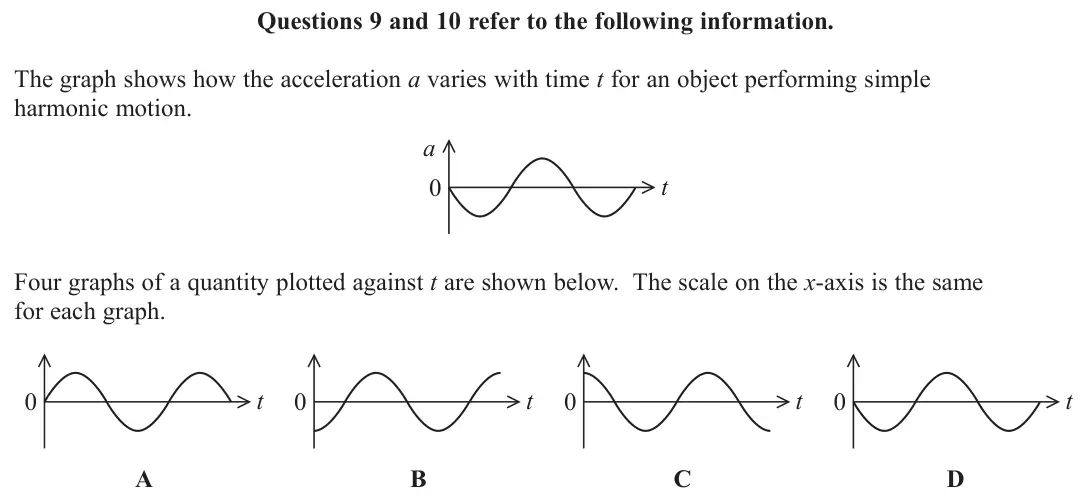 Questions 9 and 10 refer to the following information.
The graph shows how the acceleration a varies with time t for an object performing simple
harmonic motion.
a
0
t
Four graphs of a quantity plotted against t are shown below. The scale on the x-axis is the same
for each graph.
0 t 0 t 0 t 0 t
A B C D